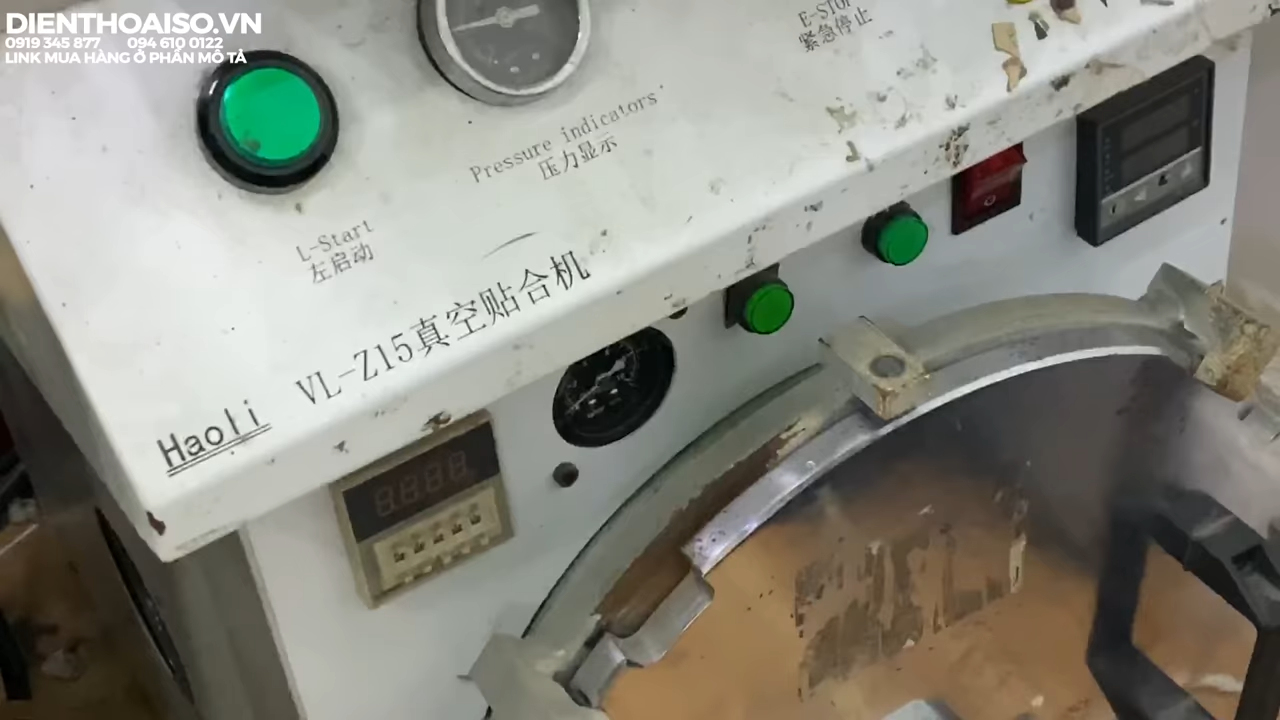 DIENTHOAISO.VN
0919 345 877 094 610 0122
LINK MUA HÀNG Ở PHẦN MÔ TẢ
E-STOP
紧急停止
Pressure indicators
压力显示
L-Start
左启动
VL-Z15真空贴合机
Haoli